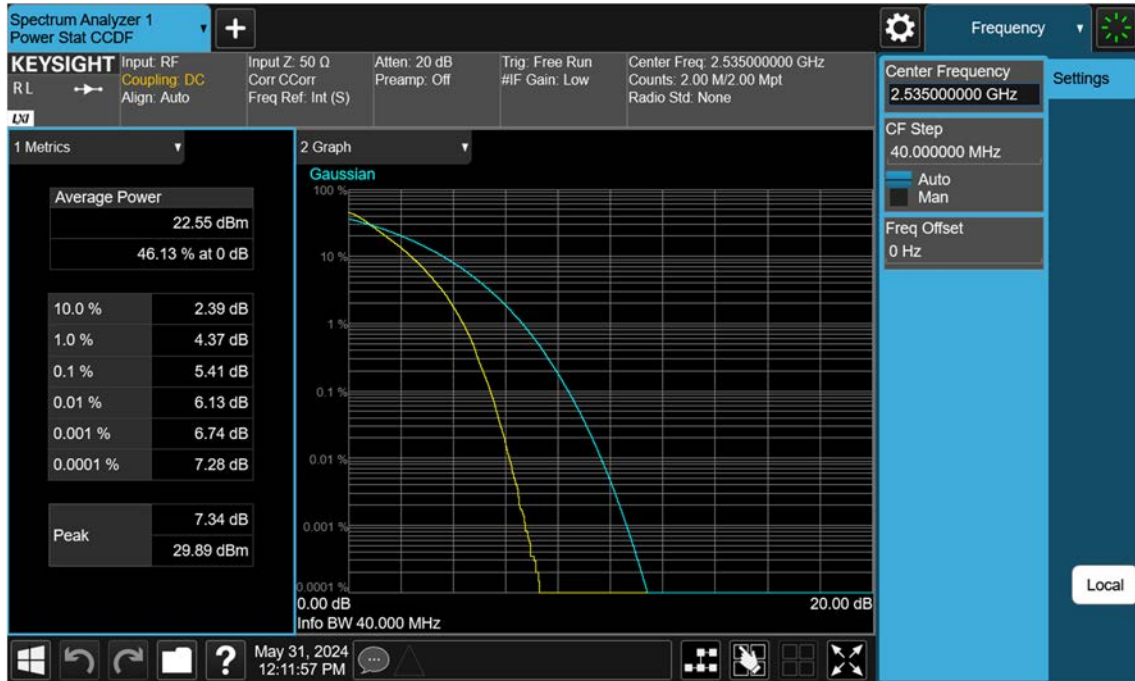 Spectrum Analyzer 1
Power Stat CCDF
+
Frequency
KEYSIGHT
R L
LXI
Input: RF
Coupling: DC
Align: Auto
Input Z: 50 Ω
Corr CCorr
Freq Ref: Int (S)
Atten: 20 dB
Preamp: Off
Trig: Free Run
#IF Gain: Low
Center Freq: 2.535000000 GHz
Counts: 2.00 M/2.00 Mpt
Radio Std: None
Center Frequency
2.535000000 GHz
Settings
CF Step
40.000000 MHz
Auto
Man
Freq Offset
0 Hz
Local
1 Metrics
Average Power
22.55 dBm
46.13 % at 0 dB
10.0 % 2.39 dB
1.0 % 4.37 dB
0.1 % 5.41 dB
0.01 % 6.13 dB
0.001 % 6.74 dB
0.0001 % 7.28 dB
Peak 7.34 dB
29.89 dBm
2 Graph
Gaussian
100 %
10 %
1 %
0.1 %
0.01 %
0.001 %
0.0001 %
0.00 dB 20.00 dB
Info BW 40.000 MHz
?
May 31, 2024
12:11:57 PM